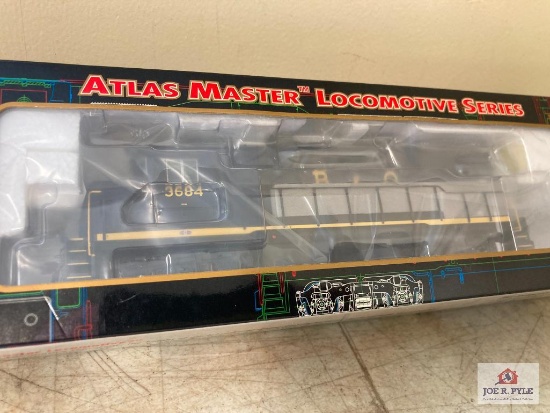 ATLAS MASTER™ LOCOMOTIVE SERIES
B & O
3684
JOE R. PYLE